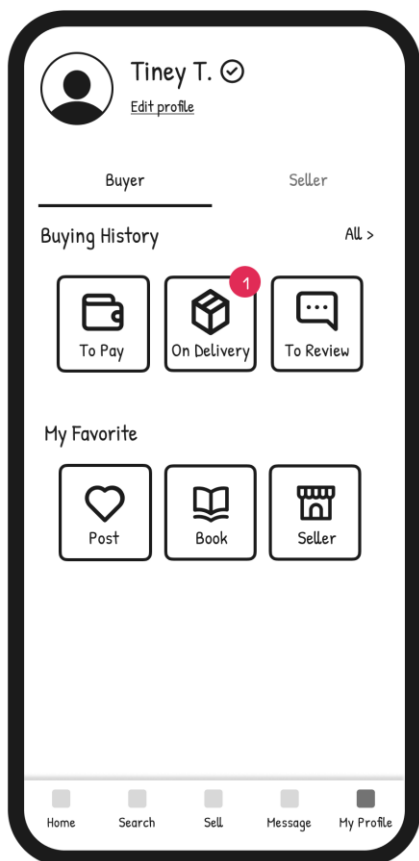 Tiney T.
Edit profile
Buyer Seller
Buying History All >
1
To Pay On Delivery To Review
My Favorite
Post Book Seller
Home Search Sell Message My Profile